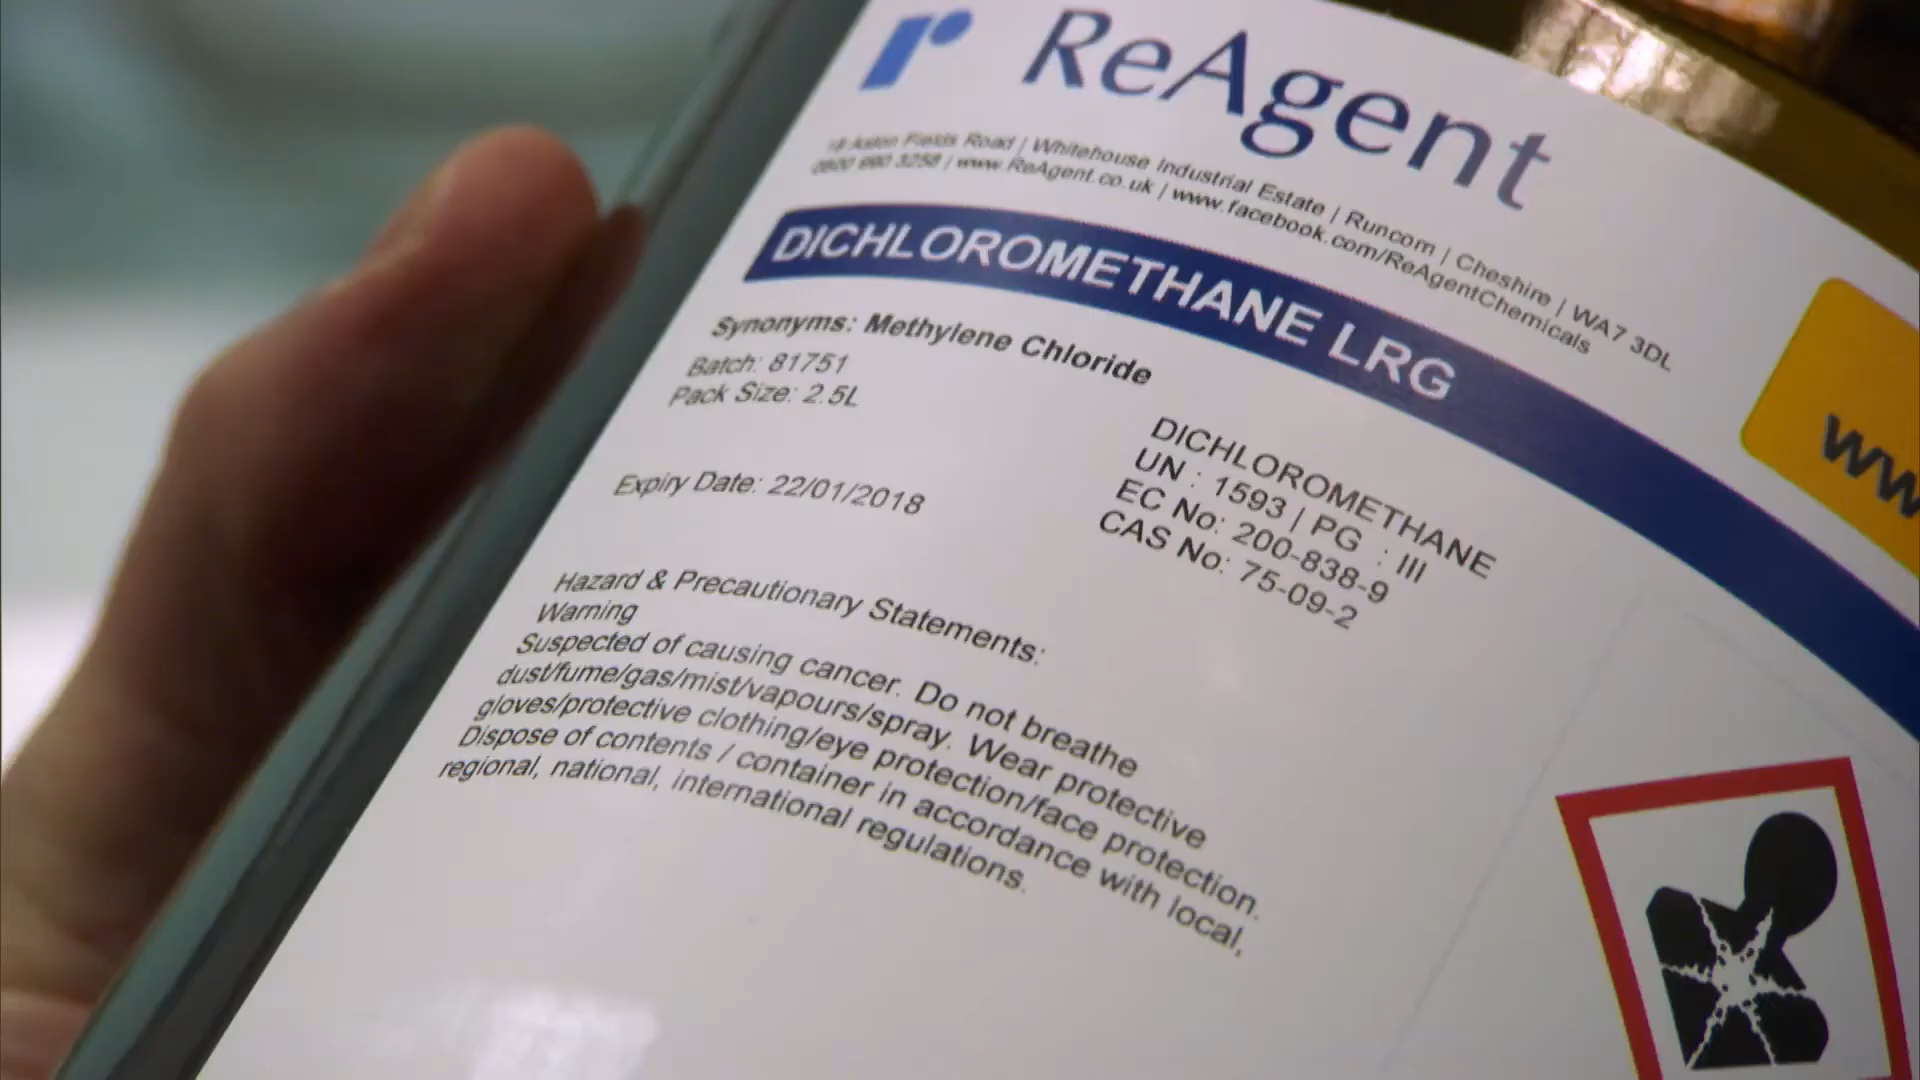 ReAgent
18 Aston Fields Road | Whitehouse Industrial Estate | Runcorn | Cheshire | WA7 3DL
0800 990 3258 | www.ReAgent.co.uk | www.facebook.com/ReAgentChemicals
DICHLOROMETHANE LRG
Synonyms: Methylene Chloride
Batch: 81751
Pack Size: 2.5L
Expiry Date: 22/01/2018
DICHLOROMETHANE
UN : 1593 | PG : III
EC No: 200-838-9
CAS No: 75-09-2
Hazard & Precautionary Statements:
Warning
Suspected of causing cancer. Do not breathe
dust/fume/gas/mist/vapours/spray. Wear protective
gloves/protective clothing/eye protection/face protection.
Dispose of contents / container in accordance with local,
regional, national, international regulations.